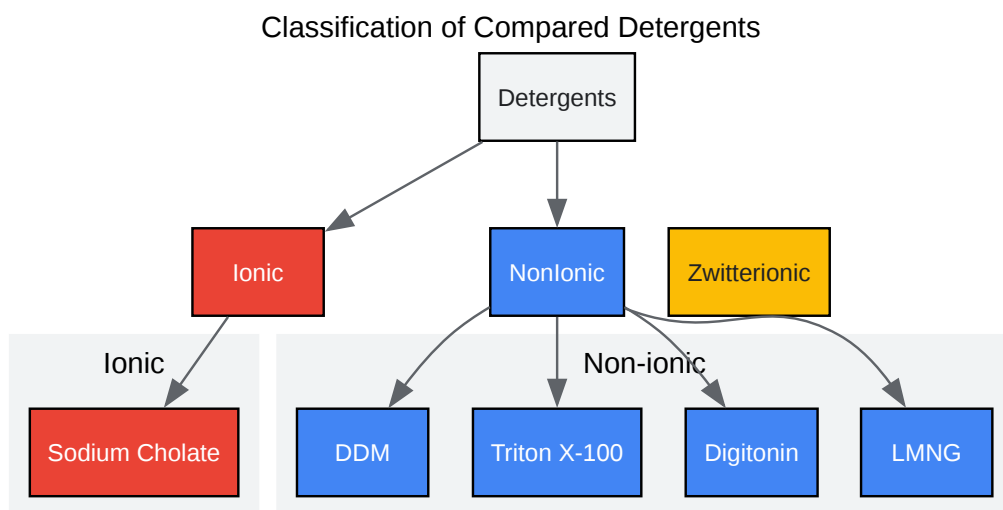 Classification of Compared Detergents
Detergents
Ionic
NonIonic
Zwitterionic
Ionic
Non-ionic
Sodium Cholate
DDM
Triton X-100
Digitonin
LMNG